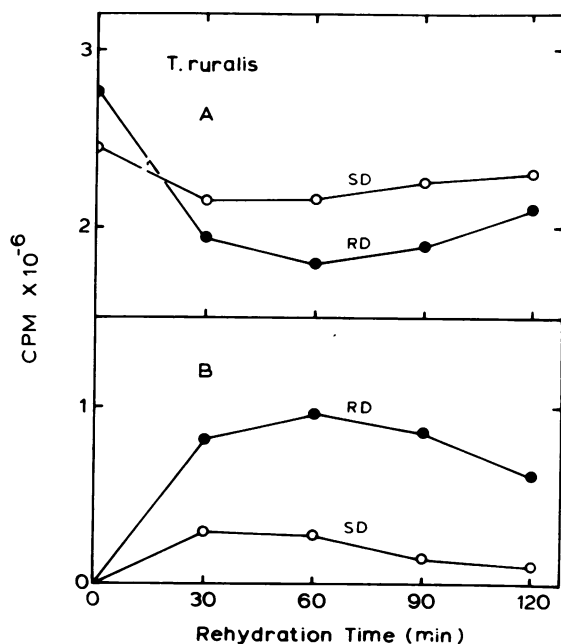 3
T. ruralis
A
SD
2
RD
CPM X10-6
B
1
RD
SD
0
0 30 60 90 120
Rehydration Time (min)